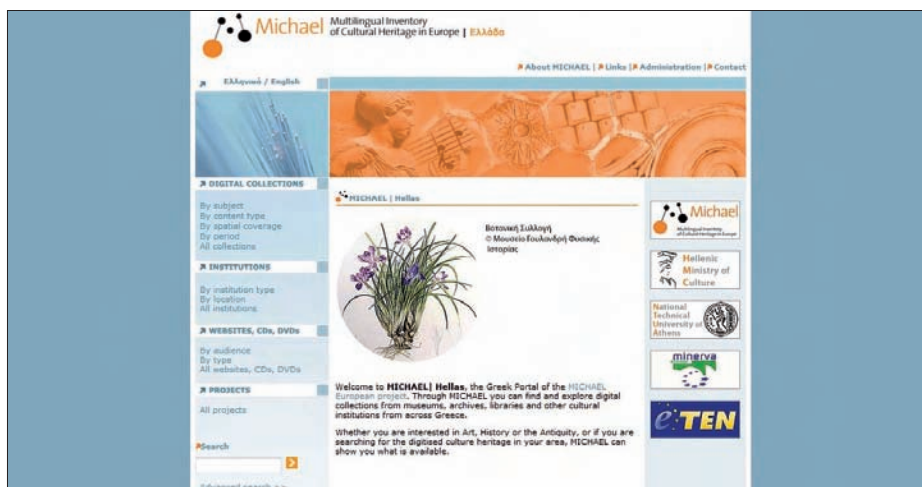 Michael
Multilingual Inventory
of Cultural Heritage in Europe | Ελλάδα
About MICHAEL | Links | Administration | Contact
Ελληνικά / English
DIGITAL COLLECTIONS
By subject
By content type
By spatial coverage
By period
All collections
INSTITUTIONS
By institution type
By location
All institutions
WEBSITES, CDs, DVDs
By audience
By type
All websites, CDs, DVDs
PROJECTS
All projects
Search
Advanced search >>
MICHAEL | Hellas
Βοτανική Συλλογή
© Μουσείο Γουλανδρή Φυσικής
Ιστορίας
Welcome to MICHAEL| Hellas, the Greek Portal of the MICHAEL
European project. Through MICHAEL you can find and explore digital
collections from museums, archives, libraries and other cultural
institutions from across Greece.
Whether you are interested in Art, History or the Antiquity, or if you are
searching for the digitised culture heritage in your area, MICHAEL can
show you what is available.
Michael
Multilingual Inventory
of Cultural Heritage in Europe
Hellenic
Ministry of
Culture
National
Technical
University of
Athens
minerva
eTEN